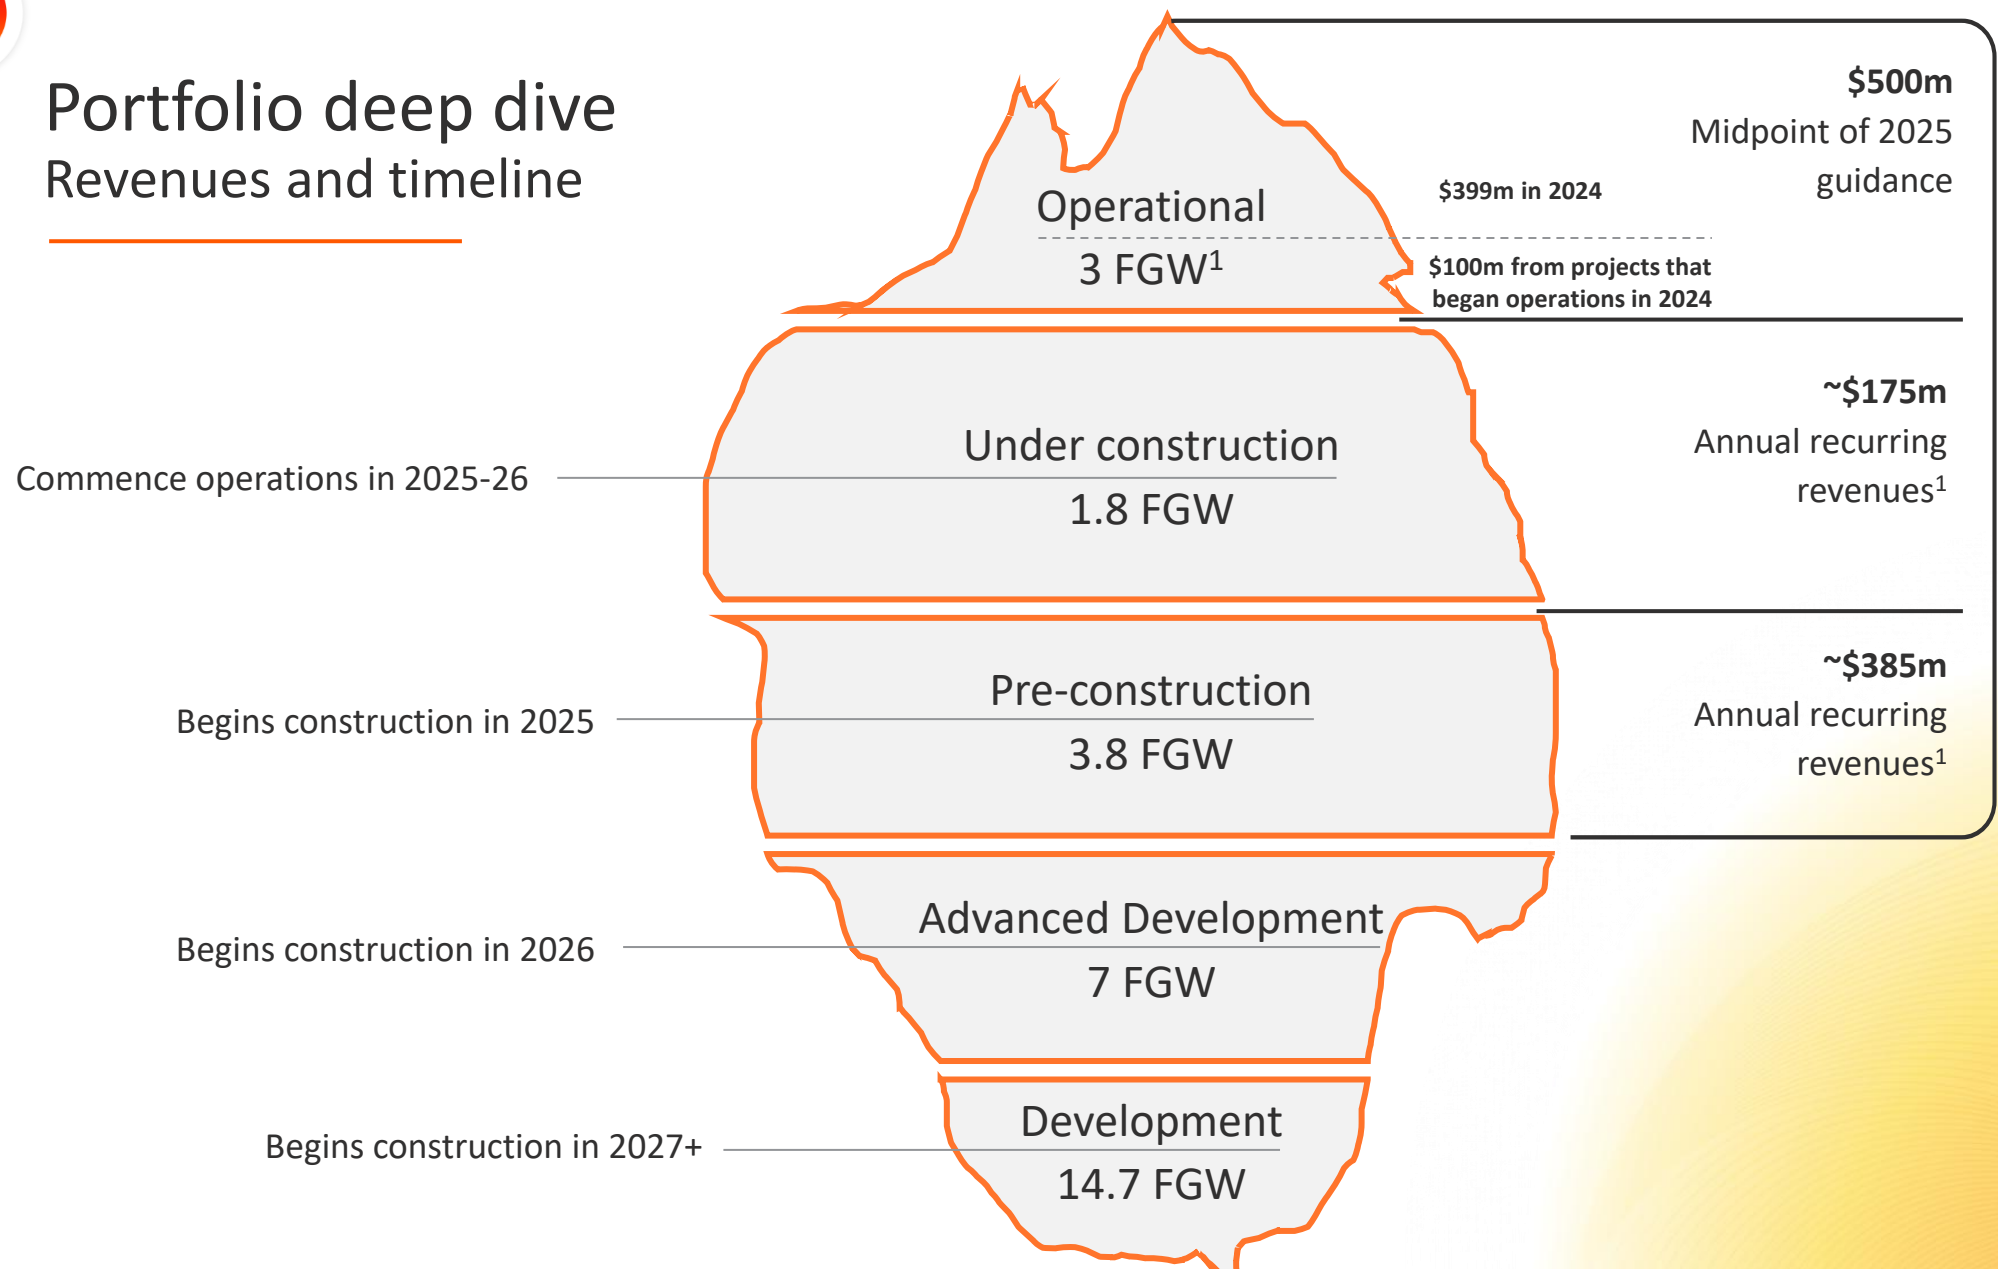 Portfolio deep dive
Revenues and timeline
$500m
Midpoint of 2025
guidance
$399m in 2024
Operational
3 FGW¹
$100m from projects that
began operations in 2024
~$175m
Annual recurring
revenues¹
Under construction
Commence operations in 2025-26
1.8 FGW
~$385m
Annual recurring
revenues¹
Pre-construction
Begins construction in 2025
3.8 FGW
Advanced Development
Begins construction in 2026
7 FGW
Development
Begins construction in 2027+
14.7 FGW